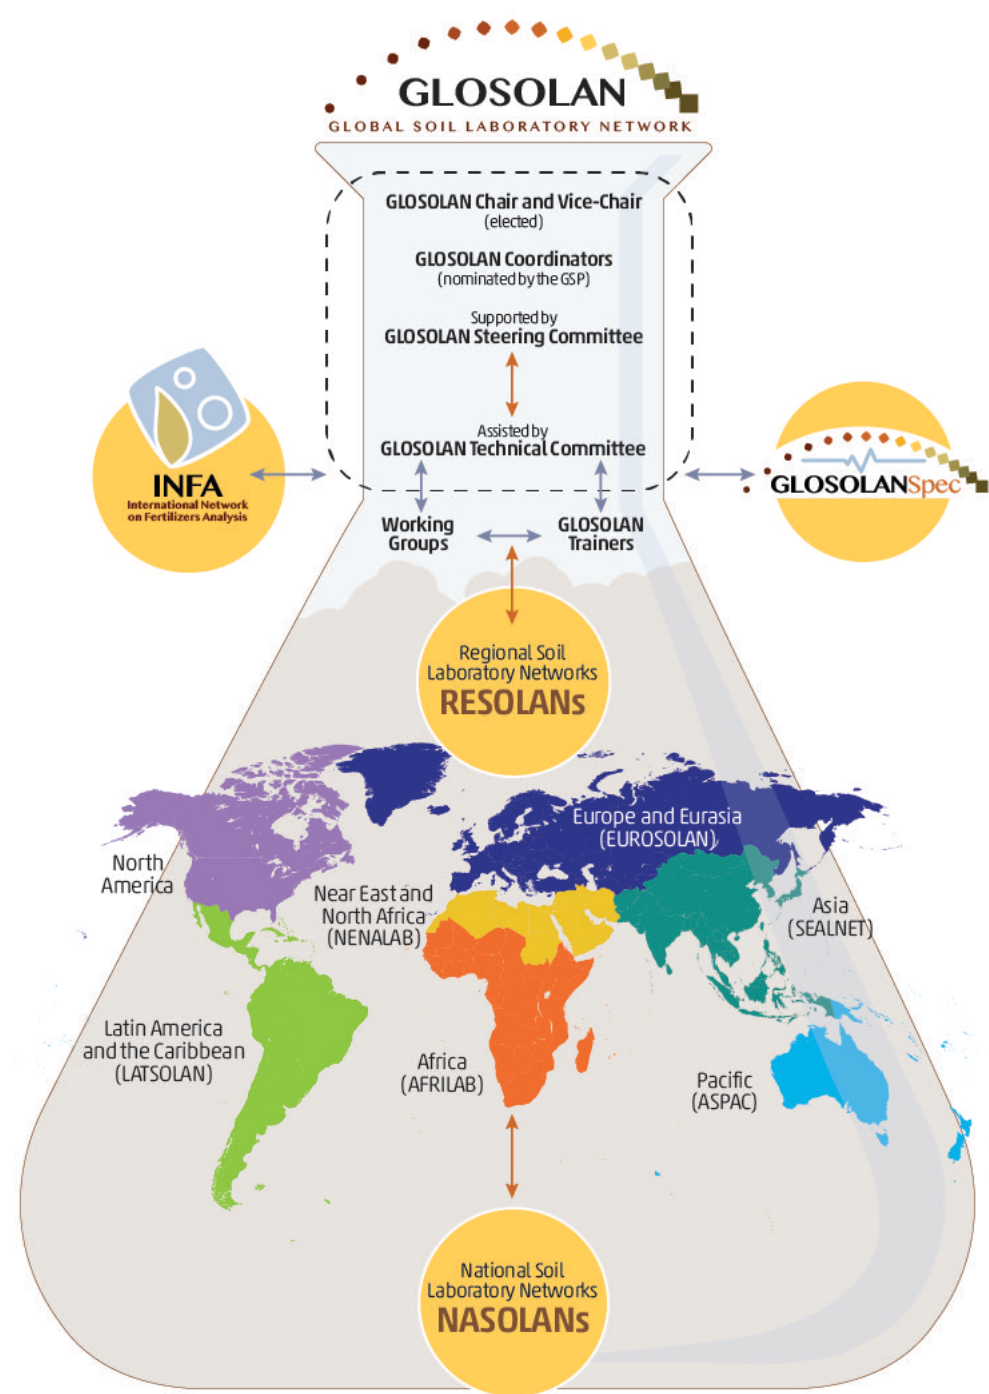 GLOSOLAN
GLOBAL SOIL LABORATORY NETWORK
GLOSOLAN Chair and Vice-Chair
(elected)
GLOSOLAN Coordinators
(nominated by the GSP)
Supported by
GLOSOLAN Steering Committee
Assisted by
GLOSOLAN Technical Committee
INFA
International Network
on Fertilizers Analysis
GLOSOLANSpec
Working
Groups
GLOSOLAN
Trainers
Regional Soil
Laboratory Networks
RESOLANs
Europe and Eurasia
(EUROSOLAN)
North
America
Near East and
North Africa
(NENALAB)
Asia
(SEALNET)
Latin America
and the Caribbean
(LATSOLAN)
Africa
(AFRILAB)
Pacific
(ASPAC)
National Soil
Laboratory Networks
NASOLANs